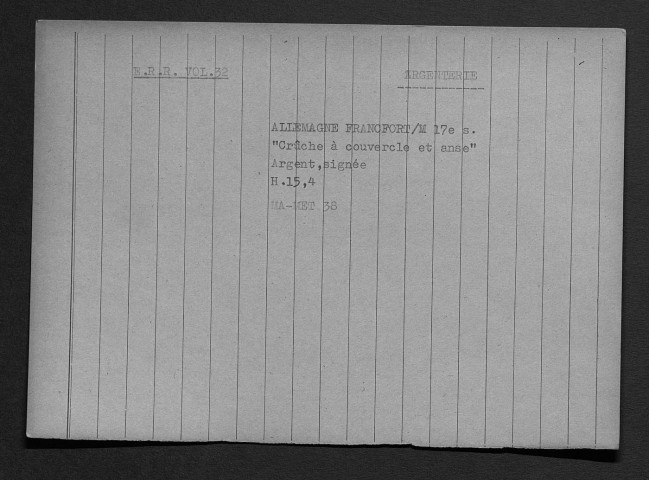 E.R.R. VOL.32
ARGENTERIE
ALLEMAGNE FRANCFORT/M 17e s.
"Crûche à couvercle et anse"
Argent,signée
H.15,4
MA-MET 38